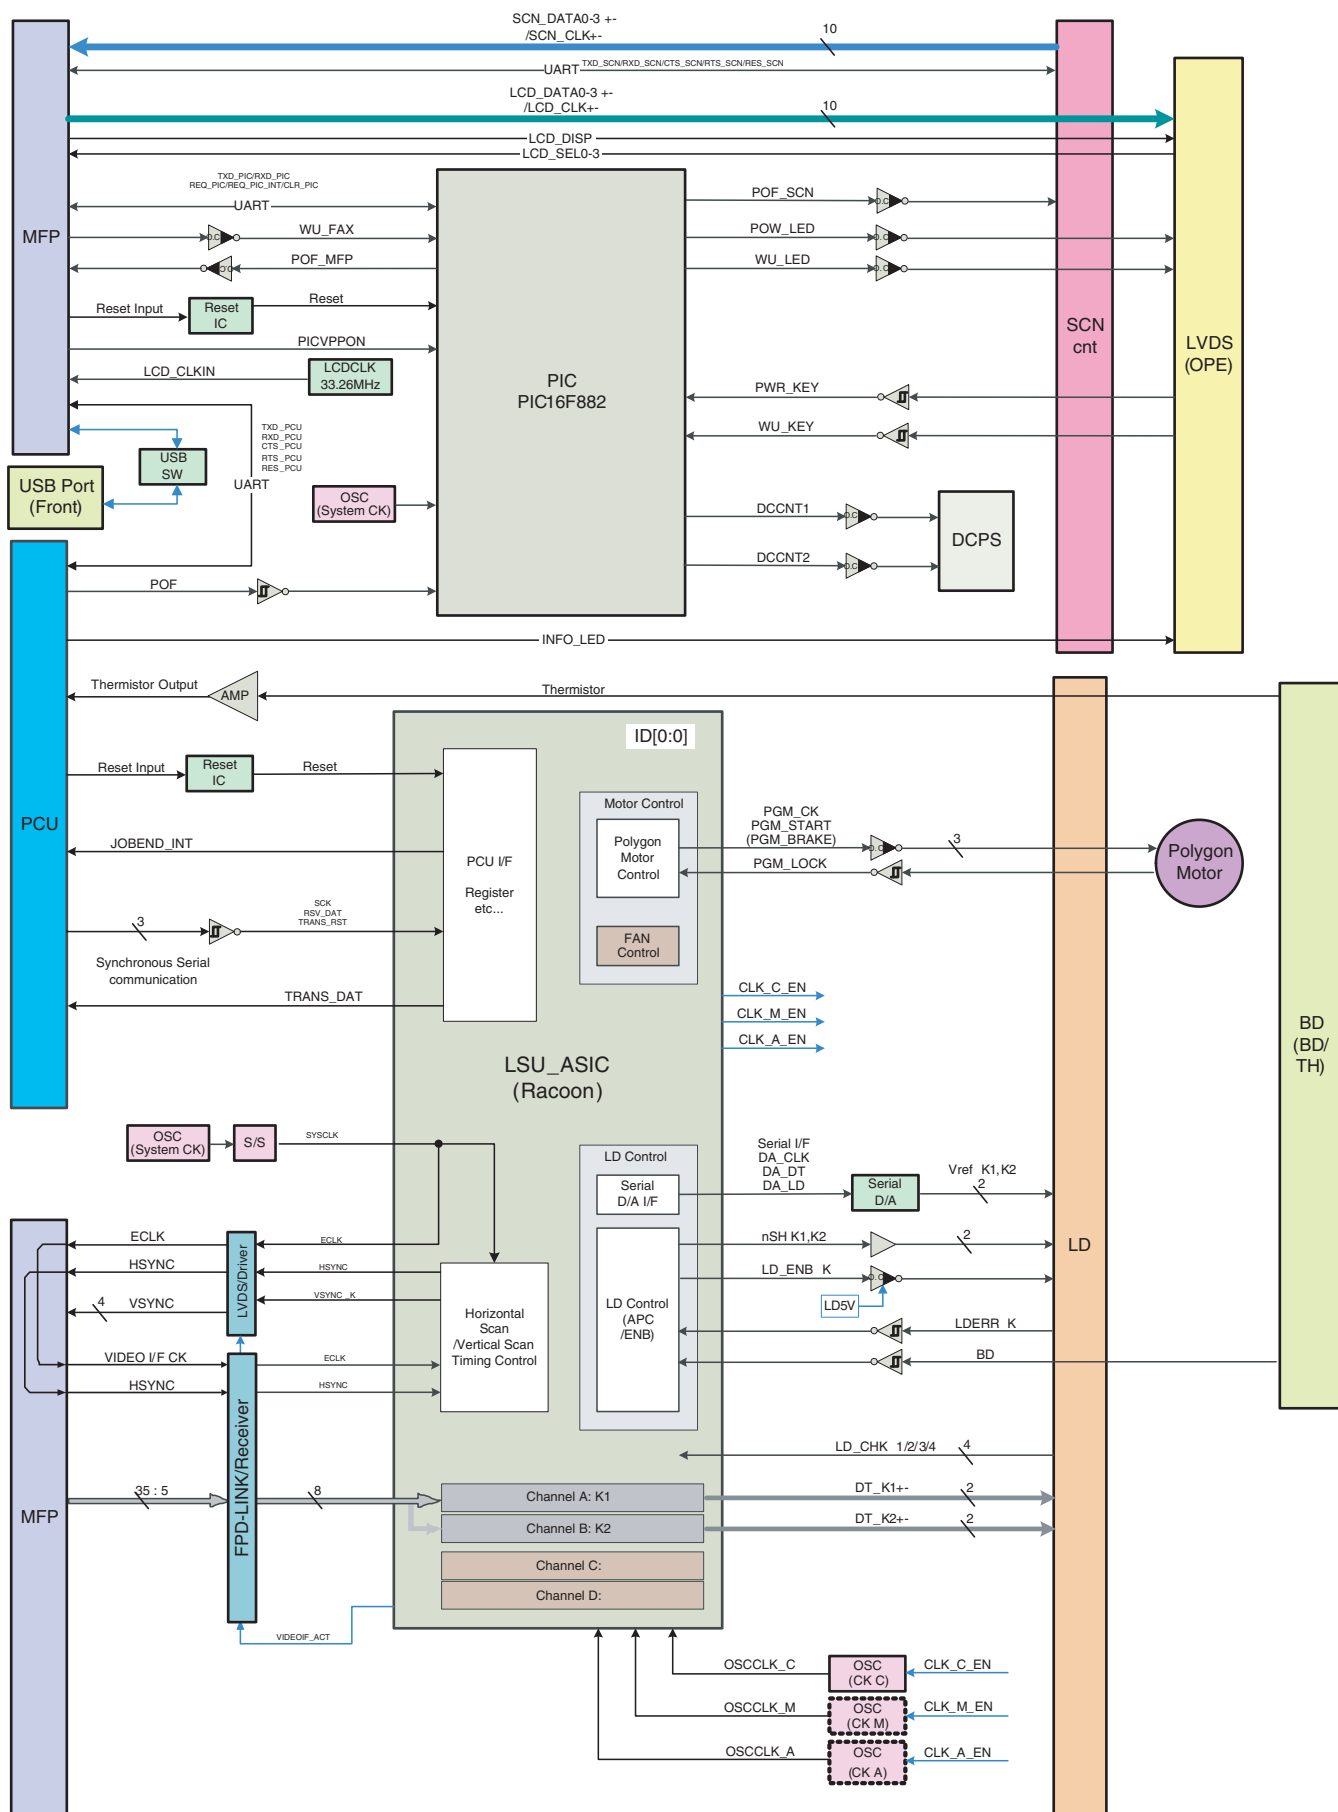 SCN_DATA0-3 +-
/SCN_CLK+-
10
UART
TXD_SCN/RXD_SCN/CTS_SCN/RTS_SCN/RES_SCN
LCD_DATA0-3 +-
/LCD_CLK+-
10
LCD_DISP
LCD_SEL0-3
MFP
TXD_PIC/RXD_PIC
REQ_PIC/REQ_PIC_INT/CLR_PIC
UART
O.C
WU_FAX
O.C
POF_MFP
Reset Input
Reset
IC
Reset
PICVPPON
LCD_CLKIN
LCDCLK
33.26MHz
TXD_PCU
RXD_PCU
CTS_PCU
RTS_PCU
RES_PCU
UART
USB
SW
USB Port
(Front)
OSC
(System CK)
POF
PIC
PIC16F882
POF_SCN
O.C
POW_LED
O.C
WU_LED
O.C
PWR_KEY
WU_KEY
DCCNT1
O.C
DCCNT2
O.C
DCPS
SCN
cnt
LVDS
(OPE)
INFO_LED
Thermistor Output
AMP
Thermistor
PCU
Reset Input
Reset
IC
Reset
JOBEND_INT
3
SCK
RSV_DAT
TRANS_RST
Synchronous Serial
communication
TRANS_DAT
ID[0:0]
PCU I/F
Register
etc...
Motor Control
Polygon
Motor
Control
FAN
Control
PGM_CK
PGM_START
(PGM_BRAKE)
O.C
3
PGM_LOCK
Polygon
Motor
CLK_C_EN
CLK_M_EN
CLK_A_EN
LSU_ASIC
(Racoon)
BD
(BD/
TH)
OSC
(System CK)
S/S
SYSCLK
LD Control
Serial
D/A I/F
Serial I/F
DA_CLK
DA_DT
DA_LD
Serial
D/A
Vref K1,K2
2
LD
ECLK
HSYNC
4
VSYNC
LVDS/Driver
ECLK
HSYNC
VSYNC_K
VIDEO I/F CK
HSYNC
ECLK
HSYNC
FPD-LINK/Receiver
Horizontal
Scan
/Vertical Scan
Timing Control
LD Control
(APC
/ENB)
nSH K1,K2
2
LD_ENB K
O.C
LD5V
LDERR K
BD
LD_CHK 1/2/3/4
4
MFP
35 : 5
8
Channel A: K1
DT_K1+-
2
Channel B: K2
DT_K2+-
2
Channel C:
Channel D:
VIDEOIF_ACT
OSCCLK_C
OSC
(CK C)
CLK_C_EN
OSCCLK_M
OSC
(CK M)
CLK_M_EN
OSCCLK_A
OSC
(CK A)
CLK_A_EN